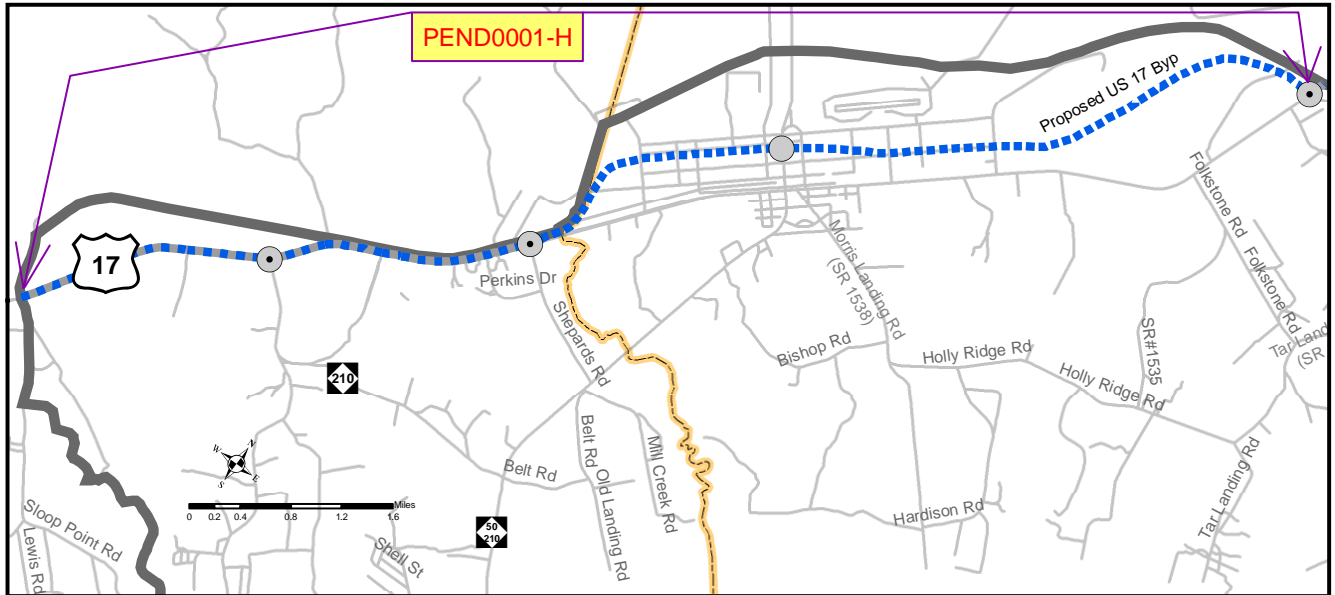 PEND0001-H
Proposed US 17 Byp
17
Perkins Dr
Shepards Rd
Morris Landing Rd
(SR 1538)
Folkstone Rd
Folkstone Rd
Tar Land
(SR
Bishop Rd
Holly Ridge Rd
SR#1535
Holly Ridge Rd
210
N
W
E
S
Miles
0 0.2 0.4 0.8 1.2 1.6
Belt Rd
Belt Rd
Old Landing Rd
Mill Creek Rd
Tar Landing Rd
Hardison Rd
Sloop Point Rd
Lewis Rd
Shell St
50
210